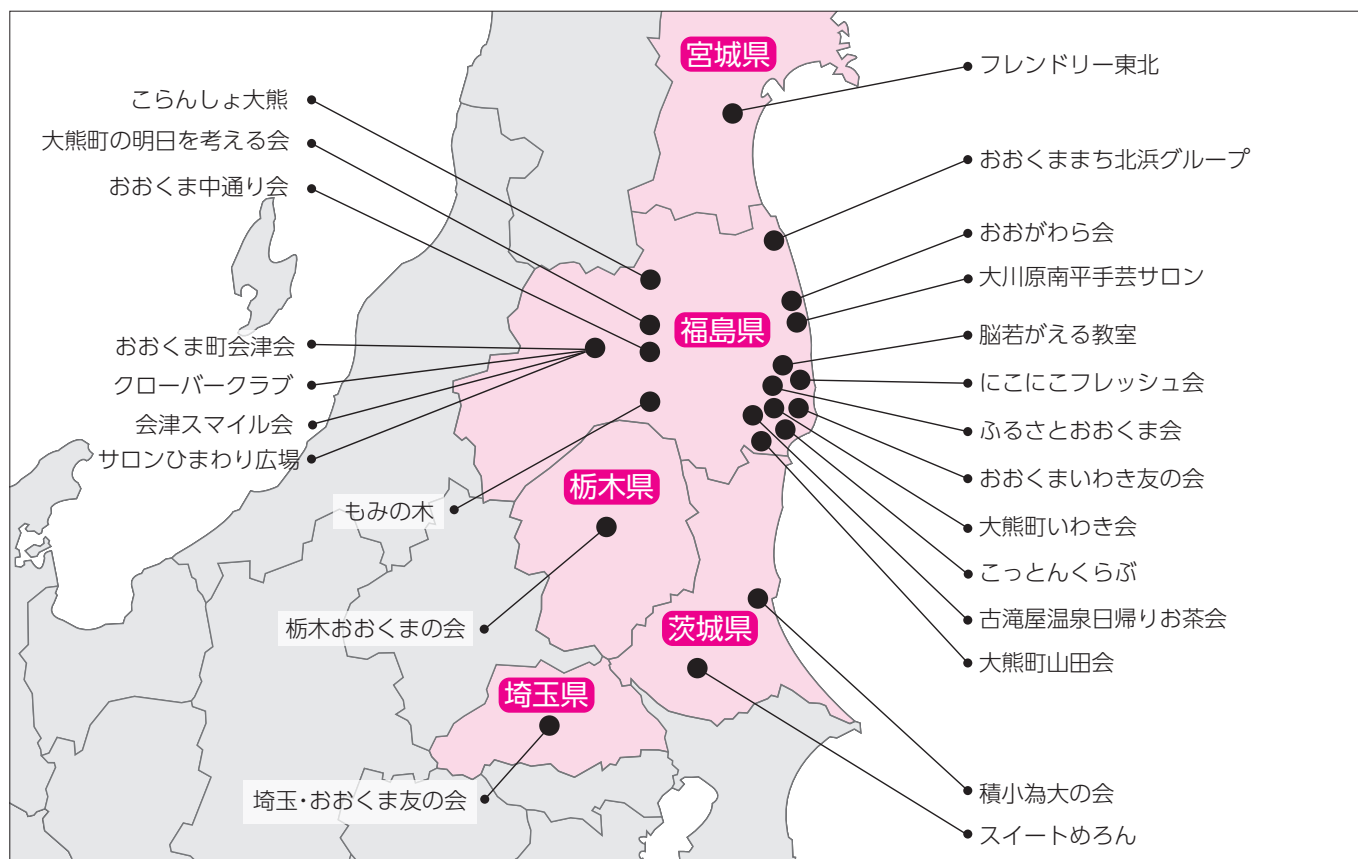 宮城県
フレンドリー東北
こらんしょ大熊
大熊町の明日を考える会
おおくま中通り会
おおくままち北浜グループ
おおがわら会
大川原南平手芸サロン
福島県
脳若がえる教室
おおくま町会津会
クローバークラブ
会津スマイル会
サロンひまわり広場
にこにこフレッシュ会
ふるさとおおくま会
おおくまいわき友の会
もみの木
栃木県
大熊町いわき会
こっとんくらぶ
古滝屋温泉日帰りお茶会
大熊町山田会
栃木おおくまの会
茨城県
埼玉県
埼玉・おおくま友の会
積小為大の会
スイートめろん